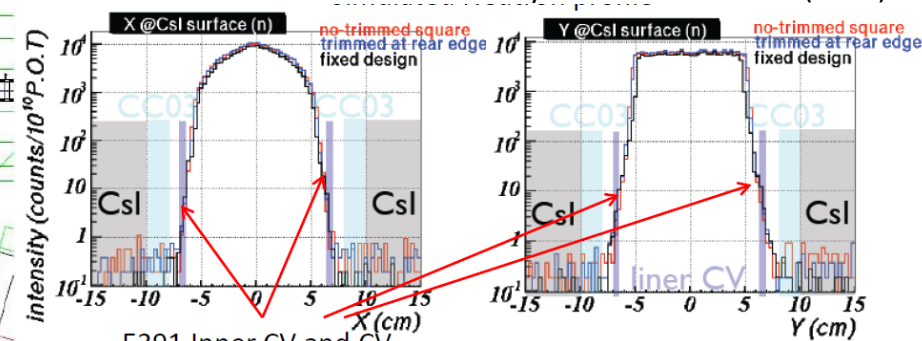 X @CsI surface (n)
no-trimmed square
trimmed at rear edge
fixed design
intensity (counts/10¹⁰P.O.T)
10⁴
10³
10²
10
1
10⁻¹
CC03
CC03
CsI
CsI
-15 -10 -5 0 5 10 15
X (cm)
Y @CsI surface (n)
no-trimmed square
trimmed at rear edge
fixed design
10⁴
10³
10²
10
1
10⁻¹
CC03
CC03
CsI
CsI
liner CV
-15 -10 -5 0 5 10 15
Y (cm)
E391 Inner CV and CV